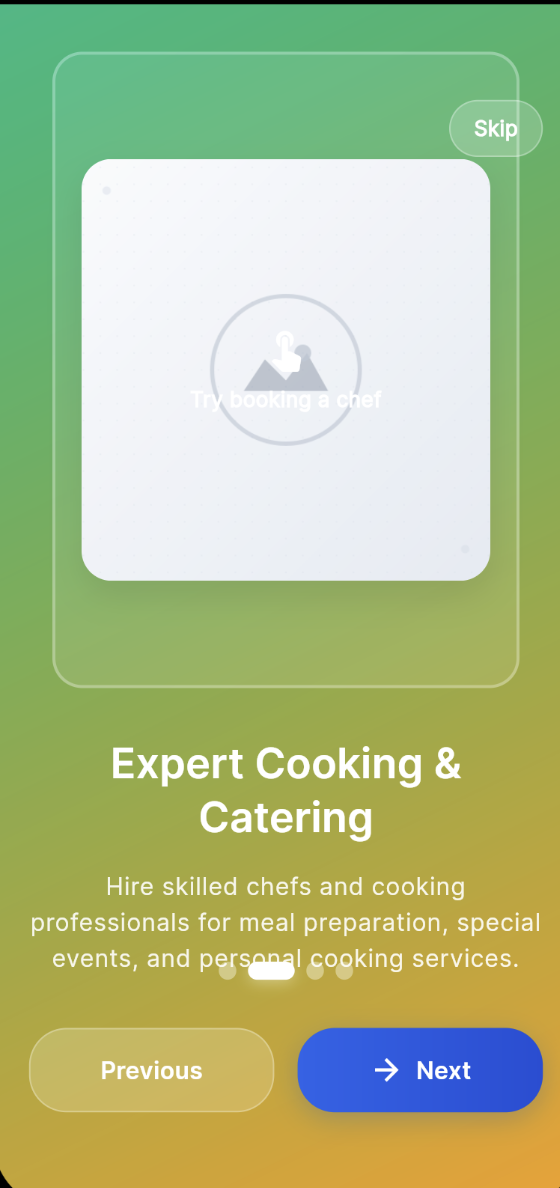 Skip
Try booking a chef
Expert Cooking &
Catering
Hire skilled chefs and cooking
professionals for meal preparation, special
events, and personal cooking services.
Previous
Next